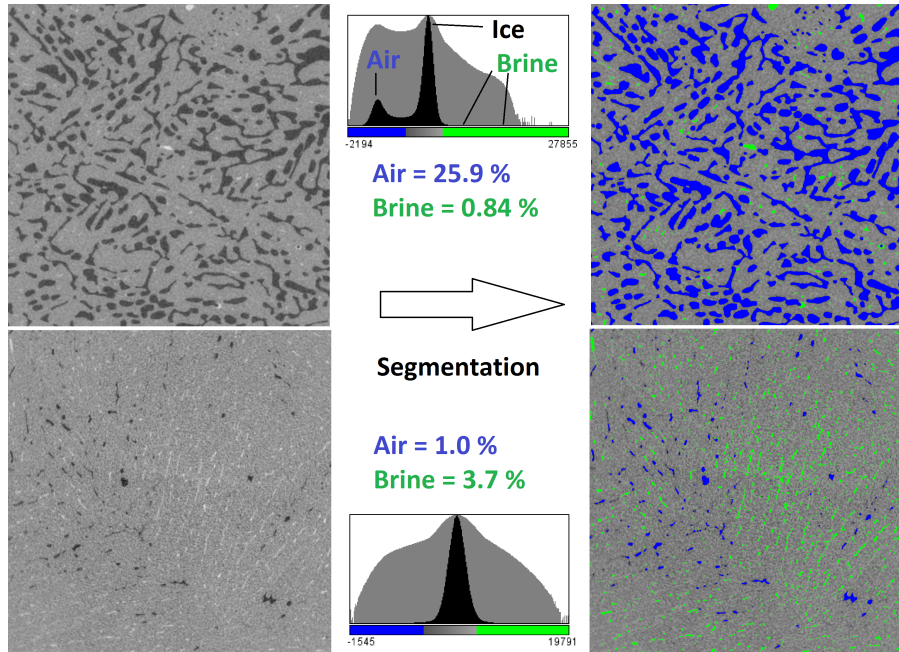 Ice
Air
Brine
-2194 27855
Air = 25.9 %
Brine = 0.84 %
Segmentation
Air = 1.0 %
Brine = 3.7 %
-1545 19791